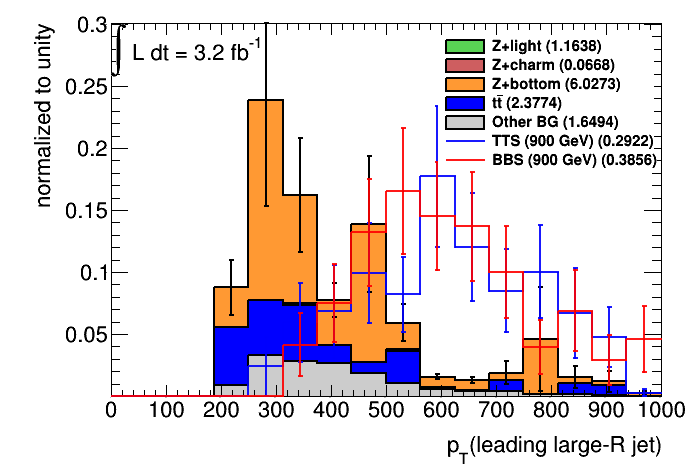 normalized to unity
0.3
0.25
0.2
0.15
0.1
0.05
∫ L dt = 3.2 fb⁻¹
Z+light (1.1638)
Z+charm (0.0668)
Z+bottom (6.0273)
tt̄ (2.3774)
Other BG (1.6494)
TTS (900 GeV) (0.2922)
BBS (900 GeV) (0.3856)
0 100 200 300 400 500 600 700 800 900 1000
p_T(leading large-R jet)